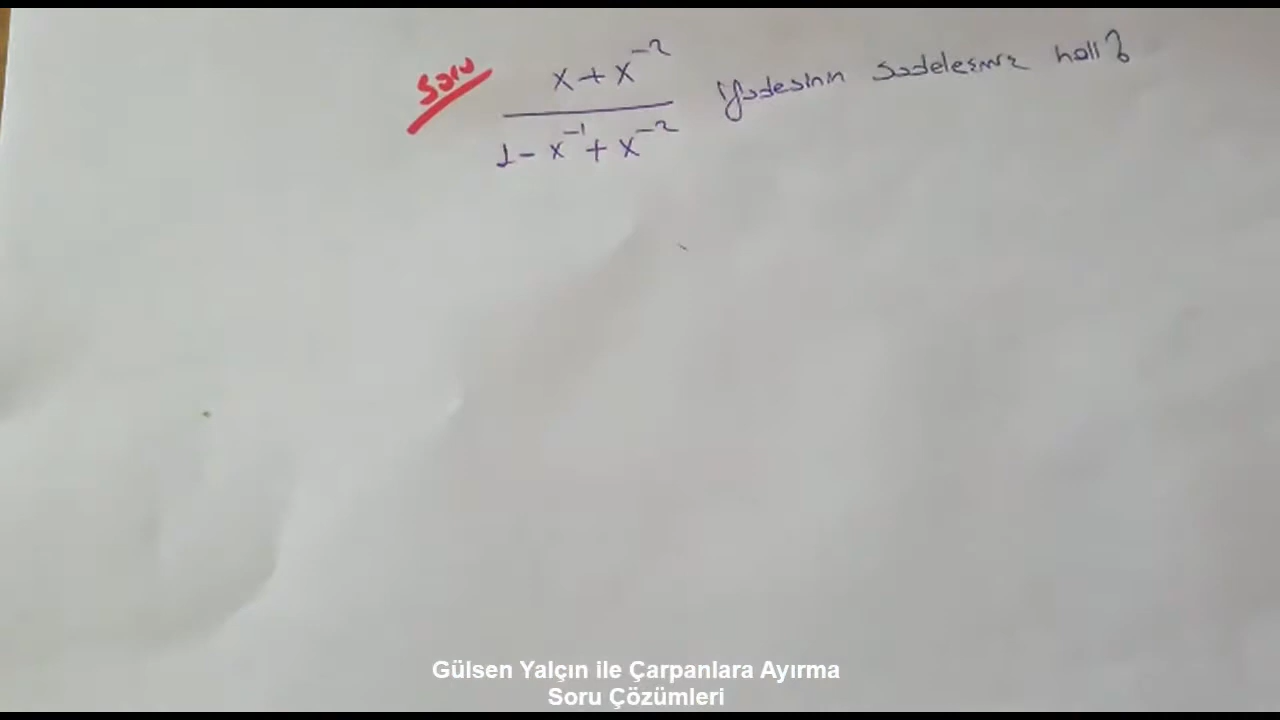 Soru
x + x⁻² ifadesinin sadeleşmiş hali?
1 - x⁻¹ + x⁻²
Gülsen Yalçın ile Çarpanlara Ayırma
Soru Çözümleri